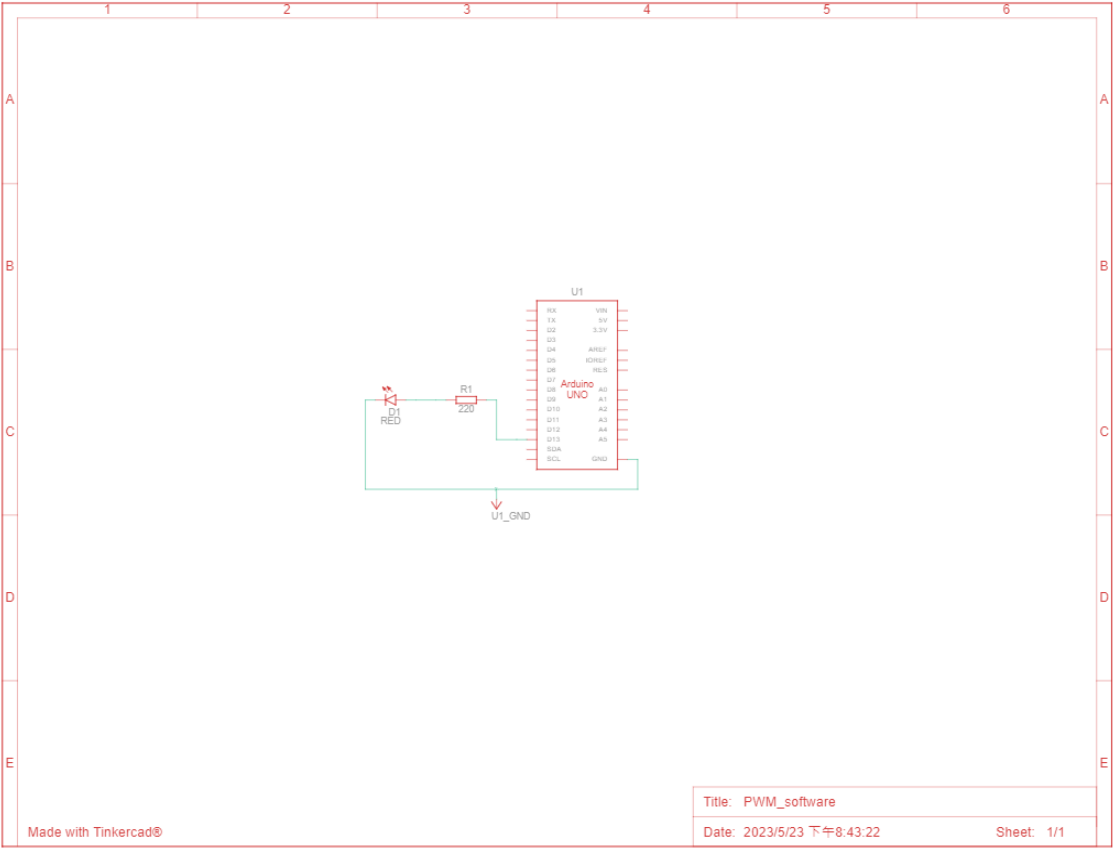 1 2 3 4 5 6
A A
B B
U1
RX VIN
TX 5V
D2 3.3V
D3
D4 AREF
D5 IOREF
D6 RES
D7
Arduino
UNO
D8 A0
D9 A1
D10 A2
D11 A3
D12 A4
D13 A5
SDA
SCL GND
R1
220
D1
RED
C C
U1_GND
D D
E E
Title: PWM_software
Made with Tinkercad®
Date: 2023/5/23 下午8:43:22 Sheet: 1/1